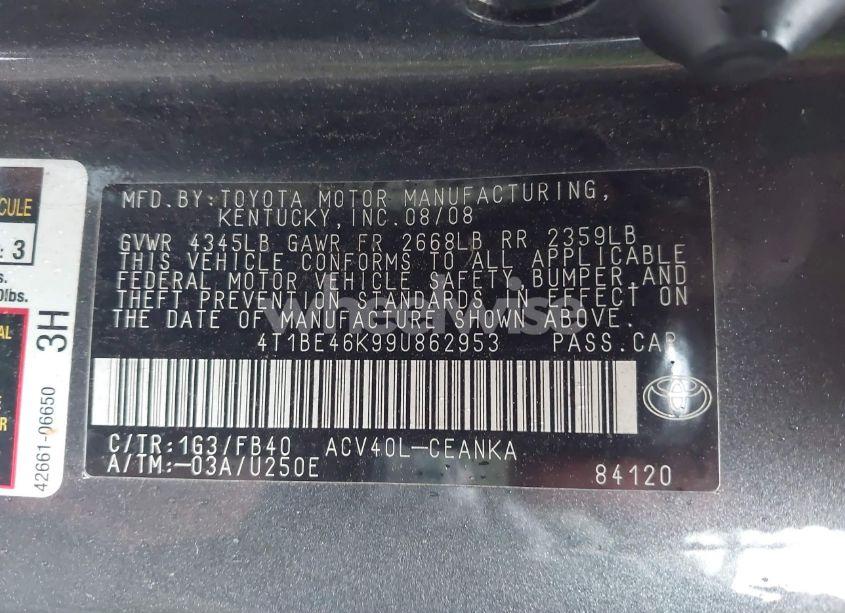 MFD. BY: TOYOTA MOTOR MANUFACTURING,
KENTUCKY, INC. 08/08
GVWR 4345LB GAWR FR 2668LB RR 2359LB
THIS VEHICLE CONFORMS TO ALL APPLICABLE
FEDERAL MOTOR VEHICLE SAFETY, BUMPER, AND
THEFT PREVENTION STANDARDS IN EFFECT ON
THE DATE OF MANUFACTURE SHOWN ABOVE.
4T1BE46K99U862953 PASS. CAR
C/TR: 1G3/FB40 ACV40L-CEANKA
A/TM: -03A/U250E 84120
3
3H
42661-06650
wheelwise